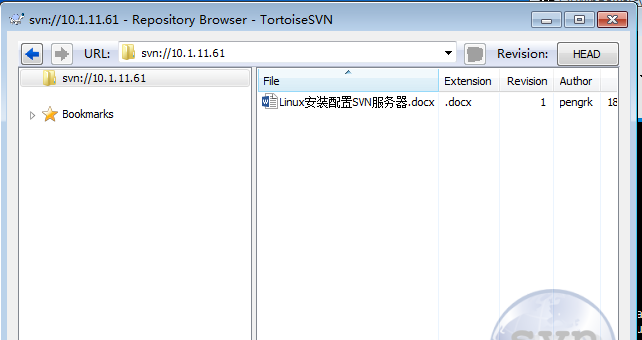 svn://10.1.11.61 - Repository Browser - TortoiseSVN
URL: svn://10.1.11.61 Revision: HEAD
svn://10.1.11.61
Bookmarks
File Extension Revision Author
Linux安装配置SVN服务器.docx .docx 1 pengrk 18
svn